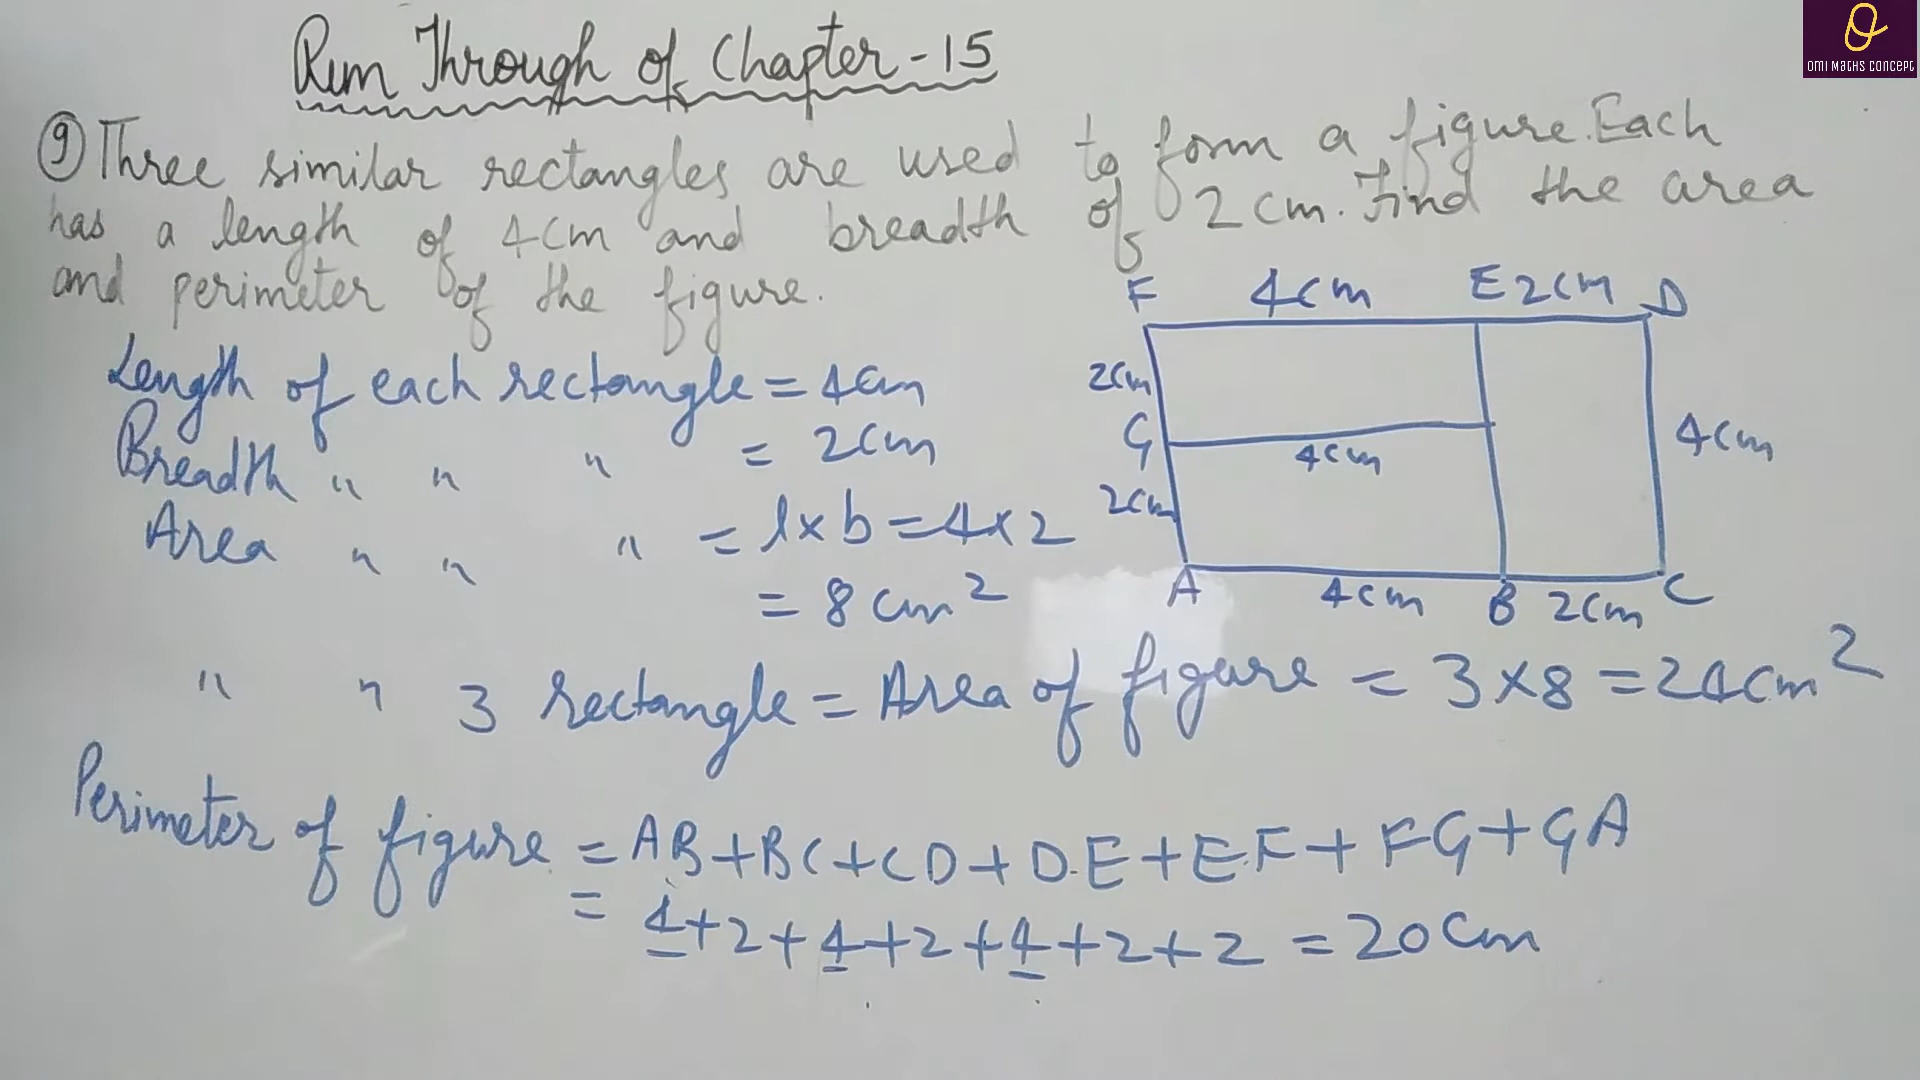 Run Through of Chapter-15
OMI MATHS CONCEPT
9 Three similar rectangles are used to form a figure. Each
has a length of 4cm and breadth of 2cm. Find the area
and perimeter of the figure.
F 4cm E 2cm D
Length of each rectangle = 4cm
2cm
Breadth " " " = 2cm
G 4cm 4cm
Area " " " = l×b = 4×2
2cm
= 8cm²
A 4cm B 2cm C
" " 3 rectangle = Area of figure = 3×8 = 24cm²
Perimeter of figure = AB+BC+CD+D.E+E.F+FG+GA
= 4+2+4+2+4+2+2 = 20cm